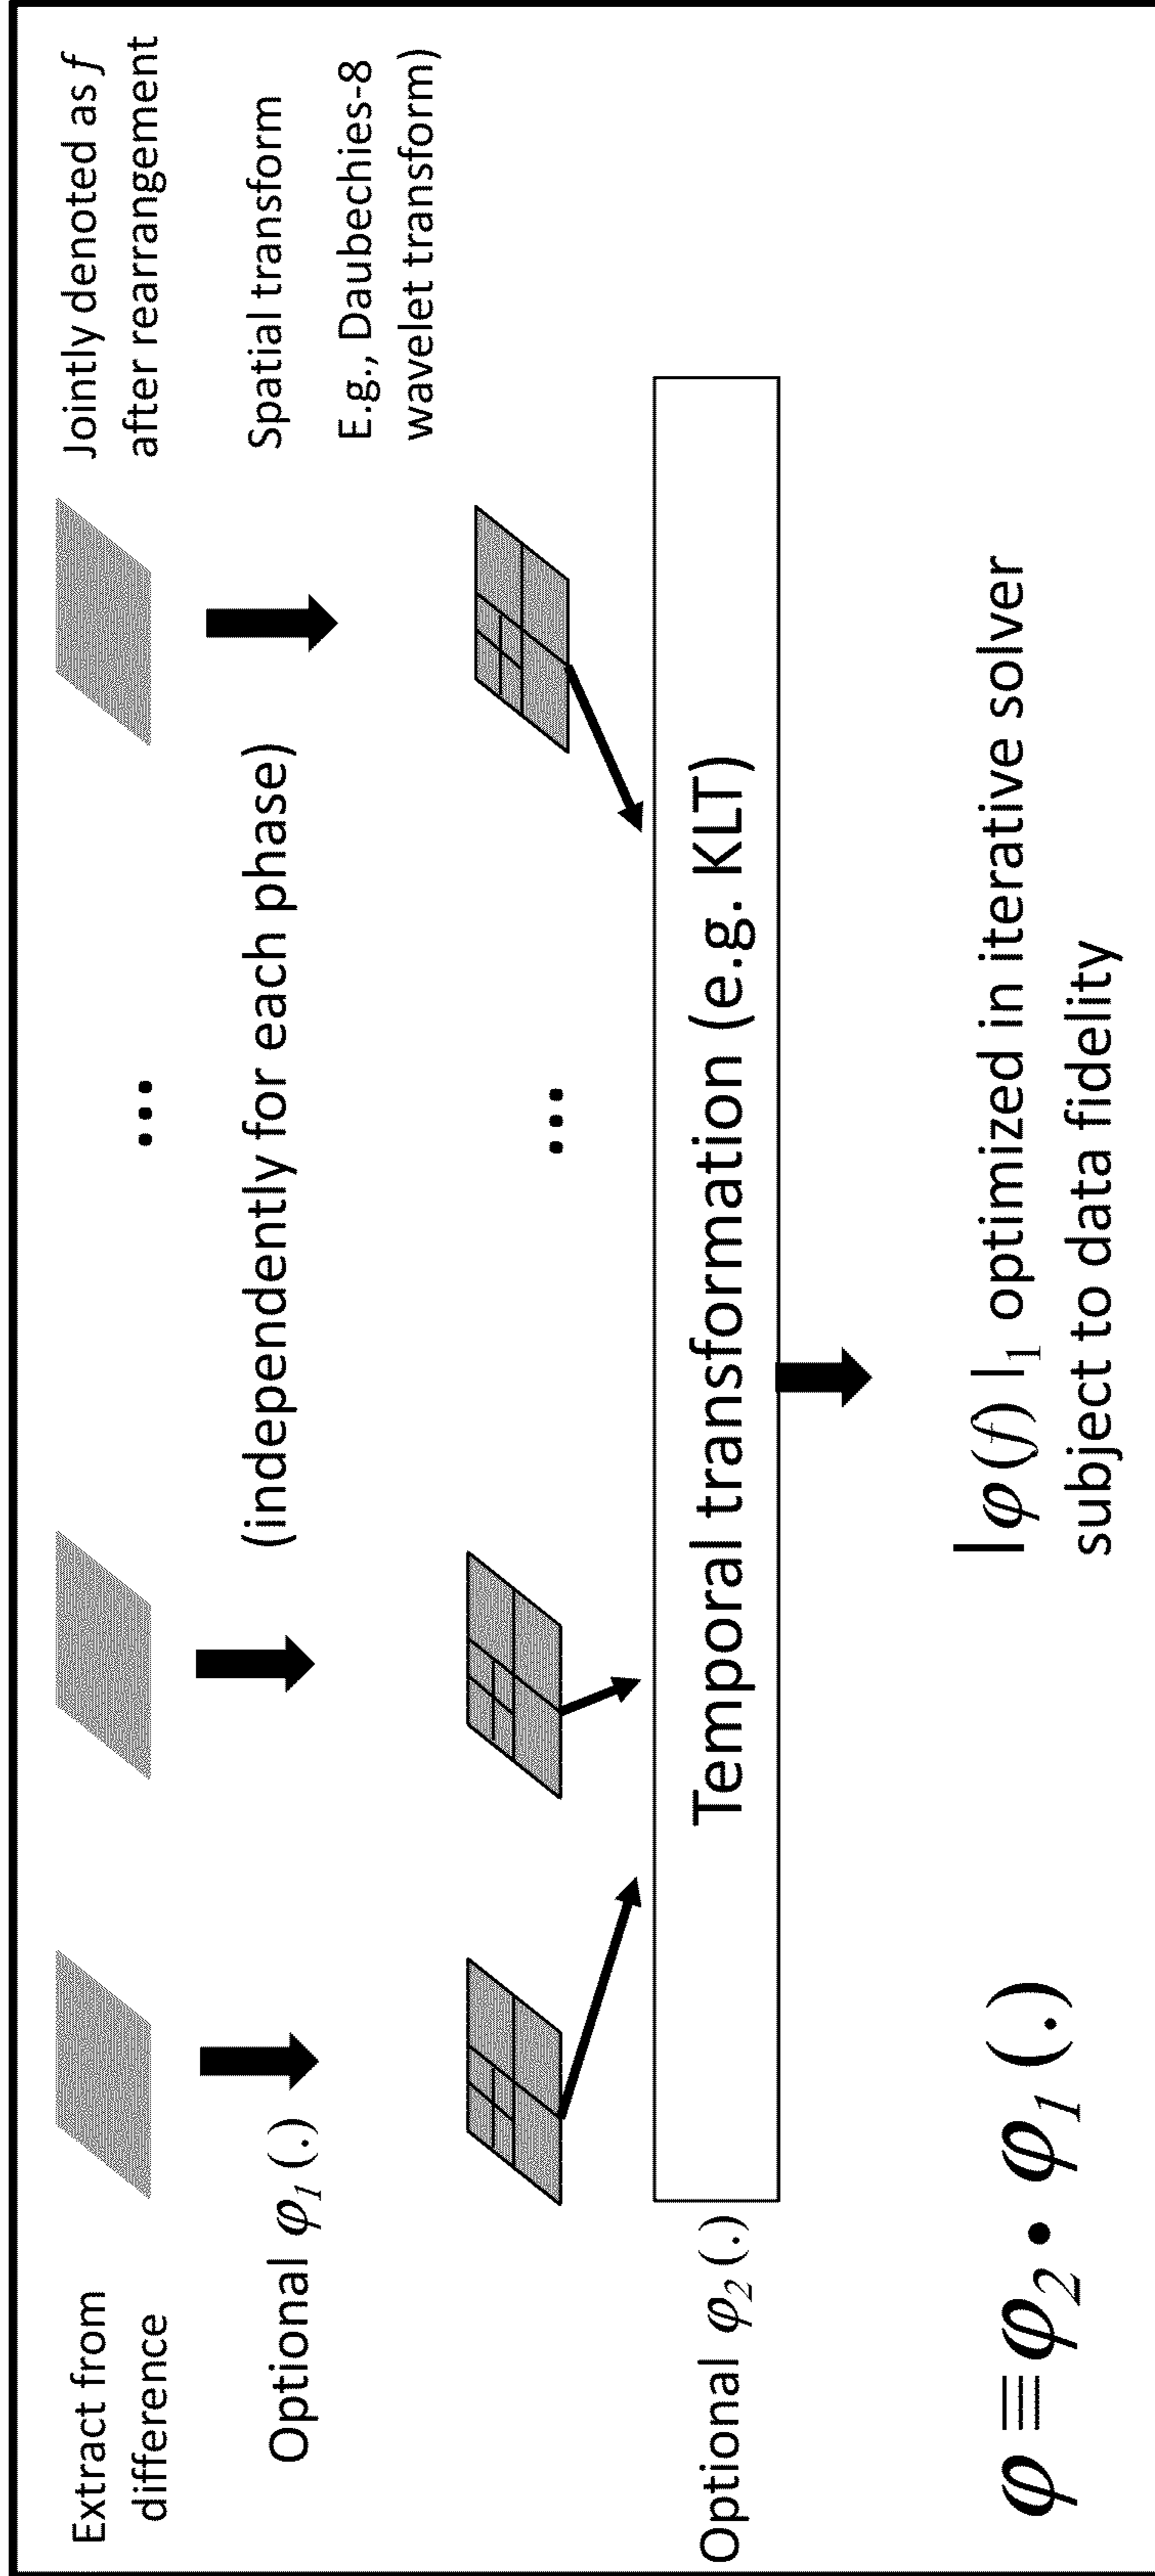 Extract from
difference
Jointly denoted as f
after rearrangement
Optional φ₁ (.)
(independently for each phase)
Spatial transform
E.g., Daubechies-8
wavelet transform)
...
...
Optional φ₂ (.)
Temporal transformation (e.g. KLT)
φ ≡ φ₂ • φ₁ (.)
|φ (f) |₁ optimized in iterative solver
subject to data fidelity